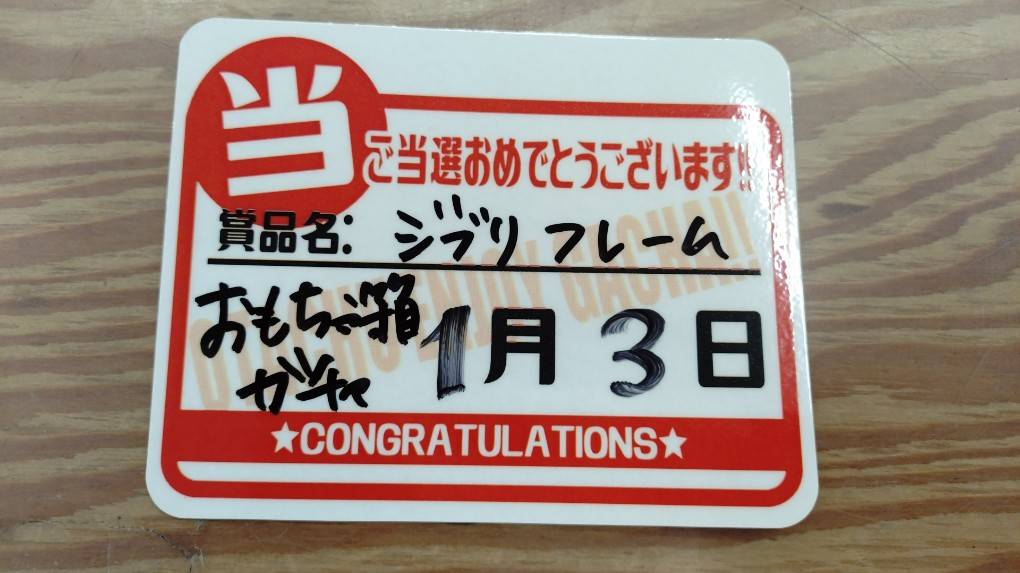 当
ご当選おめでとうございます!!
賞品名: ジブリフレーム
おもちゃ箱
ガチャ
1月3日
★CONGRATULATIONS★